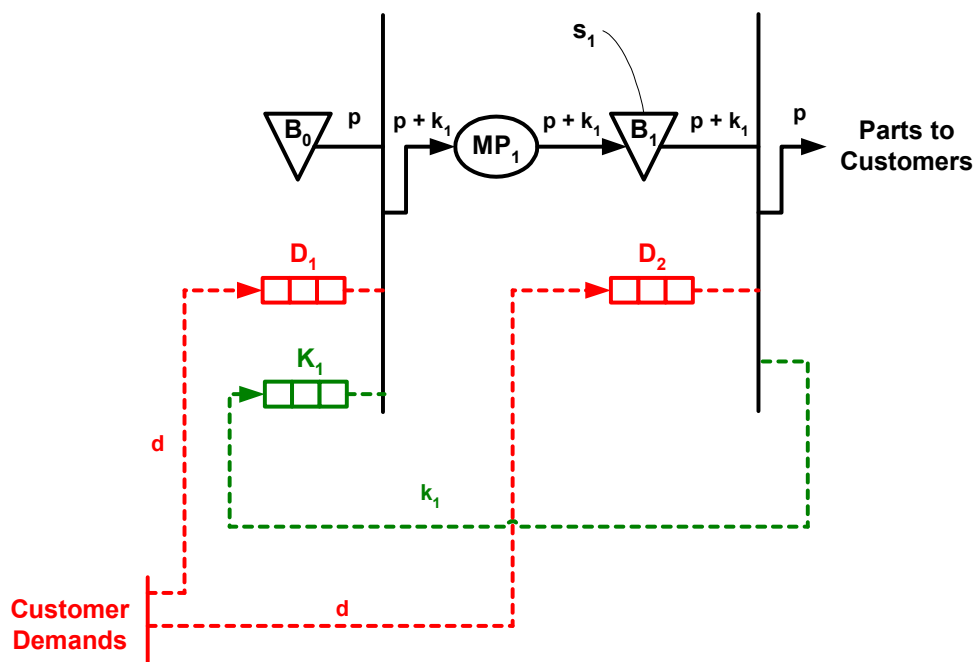 s₁
B₀
p
p + k₁
MP₁
p + k₁
B₁
p + k₁
p
Parts to
Customers
D₁
D₂
K₁
d
k₁
Customer
Demands
d